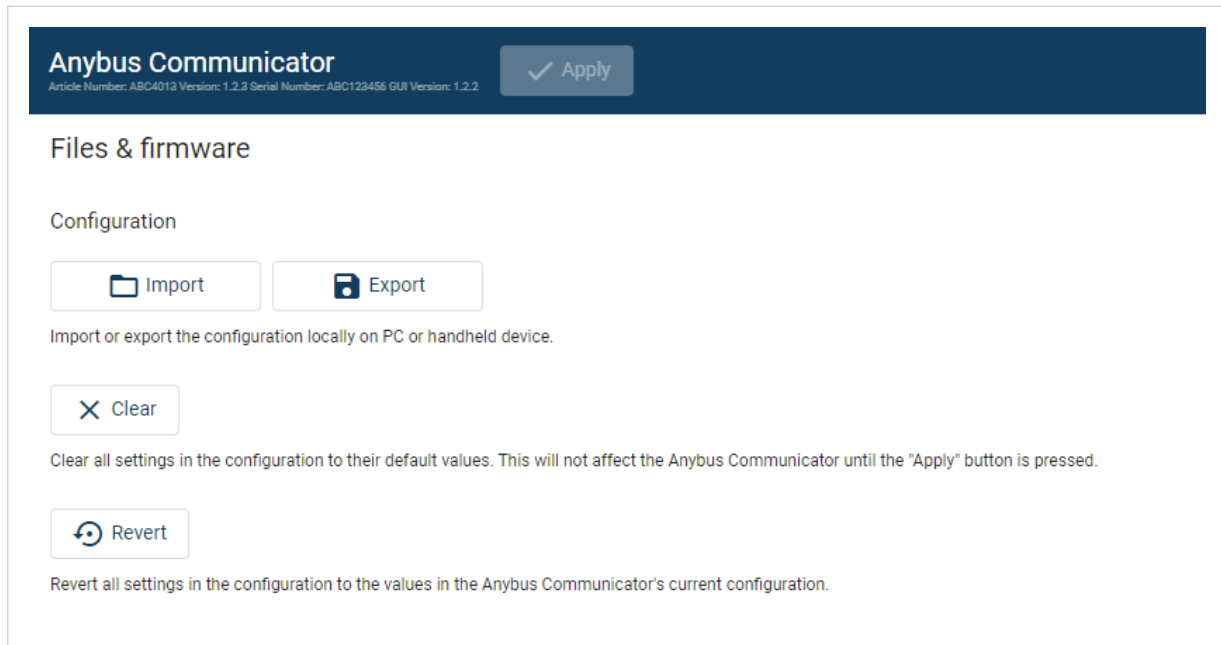 Anybus Communicator
Article Number: ABC4013 Version: 1.2.3 Serial Number: ABC123456 GUI Version: 1.2.2
Apply
Files & firmware
Configuration
Import
Export
Import or export the configuration locally on PC or handheld device.
Clear
Clear all settings in the configuration to their default values. This will not affect the Anybus Communicator until the "Apply" button is pressed.
Revert
Revert all settings in the configuration to the values in the Anybus Communicator's current configuration.